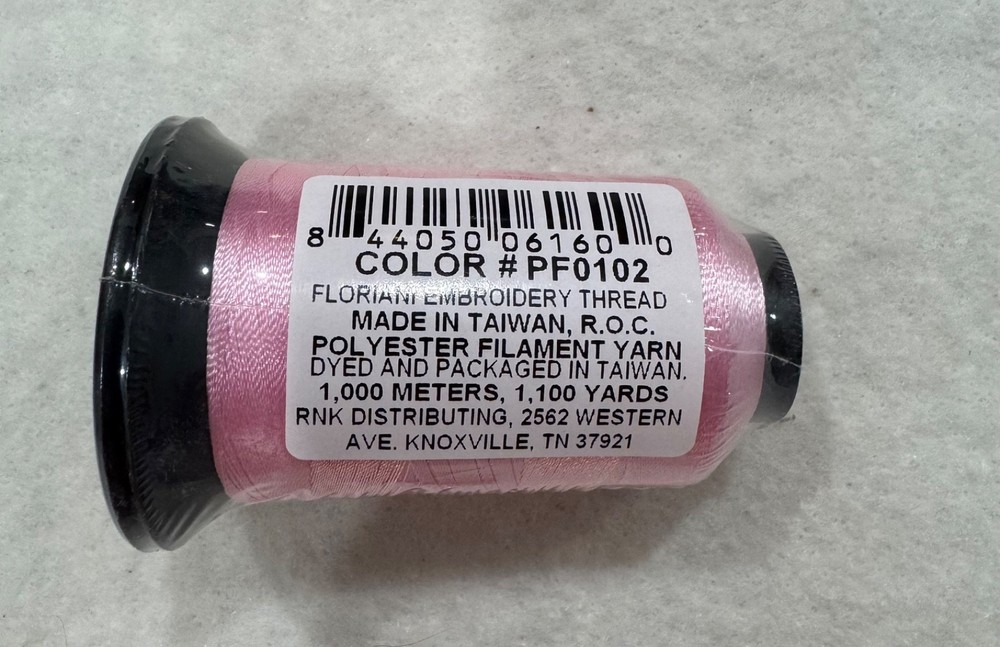 8 44050 06160 0
COLOR # PF0102
FLORIANI EMBROIDERY THREAD
MADE IN TAIWAN, R.O.C.
POLYESTER FILAMENT YARN
DYED AND PACKAGED IN TAIWAN.
1,000 METERS, 1,100 YARDS
RNK DISTRIBUTING, 2562 WESTERN
AVE. KNOXVILLE, TN 37921